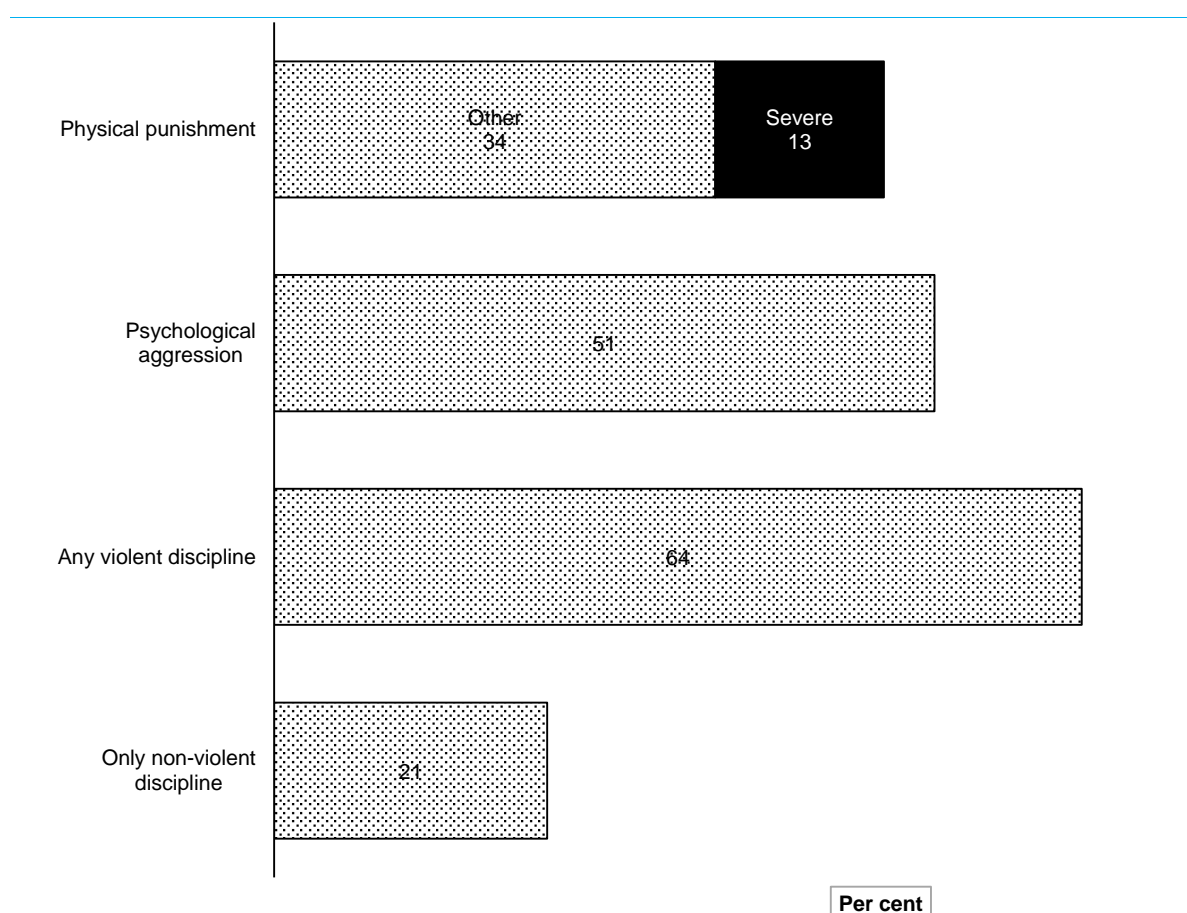 Physical punishment
Other
34
Severe
13
Psychological
aggression
51
Any violent discipline
64
Only non-violent
discipline
21
Per cent